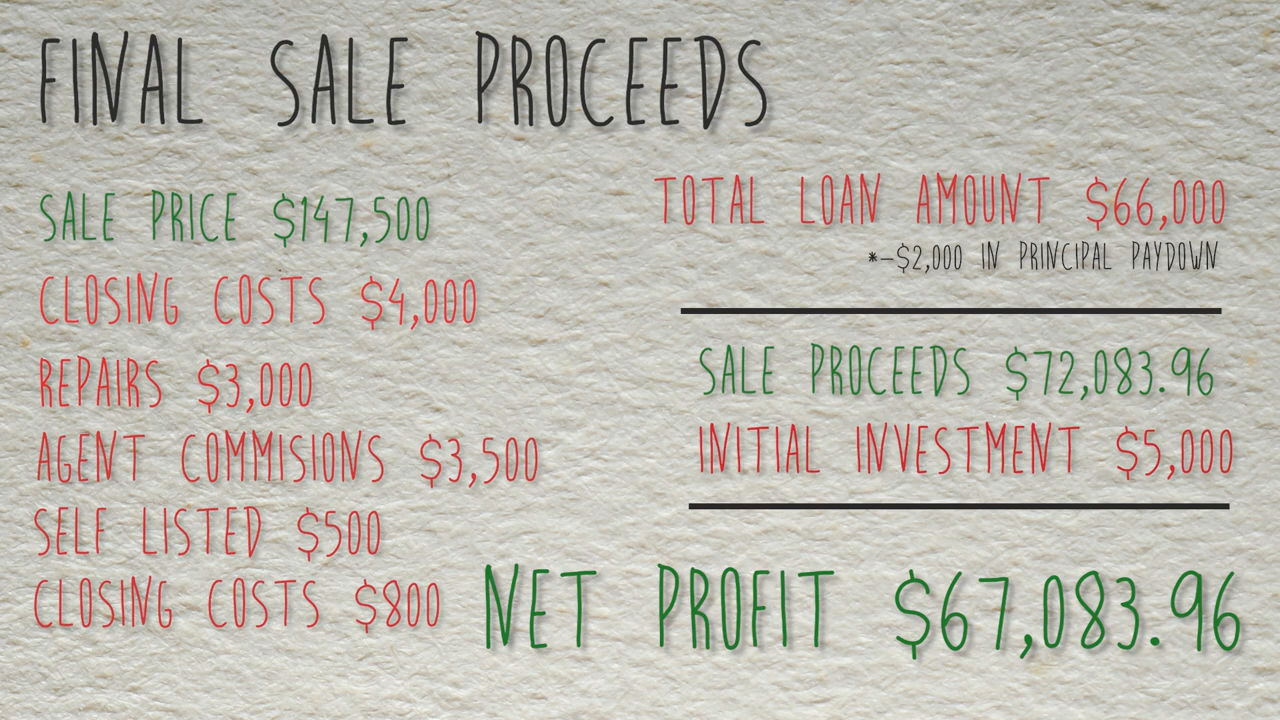 FINAL SALE PROCEEDS
SALE PRICE $147,500
CLOSING COSTS $4,000
REPAIRS $3,000
AGENT COMMISIONS $3,500
SELF LISTED $500
CLOSING COSTS $800
TOTAL LOAN AMOUNT $66,000
*-$2,000 IN PRINCIPAL PAYDOWN
SALE PROCEEDS $72,083.96
INITIAL INVESTMENT $5,000
NET PROFIT $67,083.96